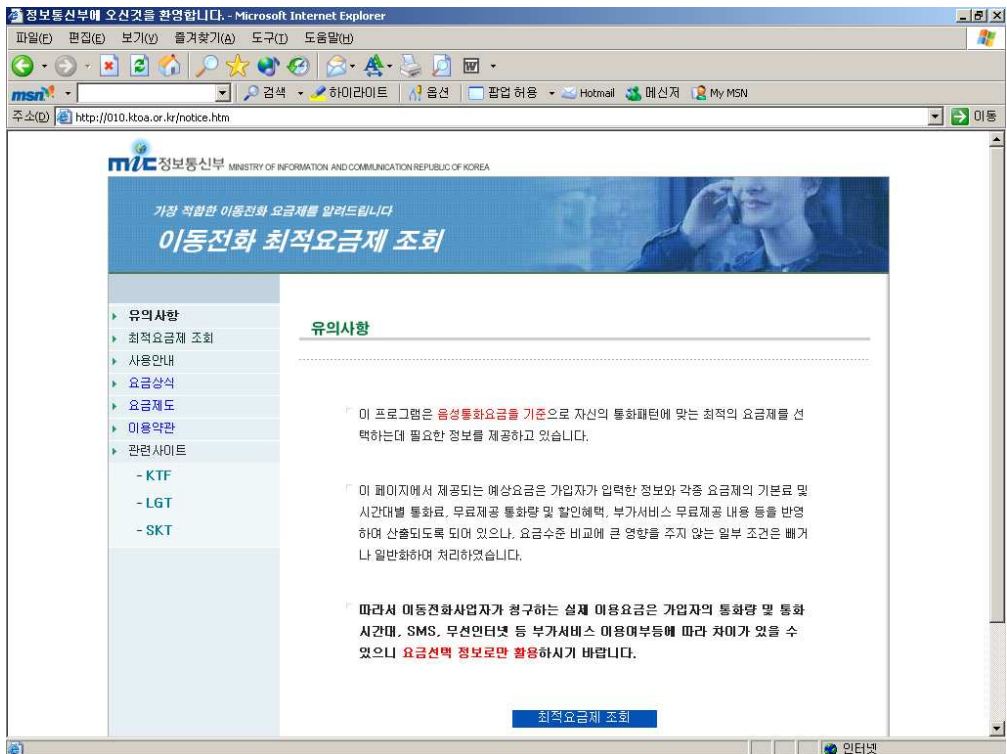 정보통신부에 오신것을 환영합니다. - Microsoft Internet Explorer
파일(F) 편집(E) 보기(V) 즐겨찾기(A) 도구(T) 도움말(H)
msn 검색 하이라이트 옵션 팝업 허용 Hotmail 메신저 My MSN
주소(D) http://010.ktoa.or.kr/notice.htm 이동
mic 정보통신부 MINISTRY OF INFORMATION AND COMMUNICATION REPUBLIC OF KOREA
가장 적합한 이동전화 요금제를 알려드립니다
이동전화 최적요금제 조회
유의사항
최적요금제 조회
사용안내
요금상식
요금제도
이용약관
관련사이트
- KTF
- LGT
- SKT
유의사항
이 프로그램은 음성통화요금을 기준으로 자신의 통화패턴에 맞는 최적의 요금제를 선
택하는데 필요한 정보를 제공하고 있습니다.
이 페이지에서 제공되는 예상요금은 가입자가 입력한 정보와 각종 요금제의 기본료 및
시간대별 통화료, 무료제공 통화량 및 할인혜택, 부가서비스 무료제공 내용 등을 반영
하여 산출되도록 되어 있으나, 요금수준 비교에 큰 영향을 주지 않는 일부 조건은 빼거
나 일반화하여 처리하였습니다.
따라서 이동전화사업자가 청구하는 실제 이용요금은 가입자의 통화량 및 통화
시간대, SMS, 무선인터넷 등 부가서비스 이용여부등에 따라 차이가 있을 수
있으니 요금선택 정보로만 활용하시기 바랍니다.
최적요금제 조회
인터넷